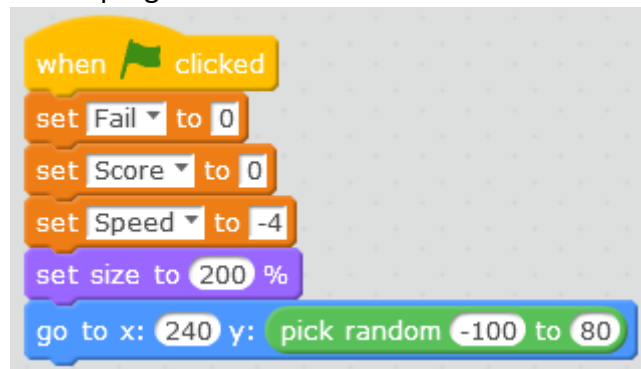 when clicked
set Fail to 0
set Score to 0
set Speed to -4
set size to 200 %
go to x: 240 y: pick random -100 to 80